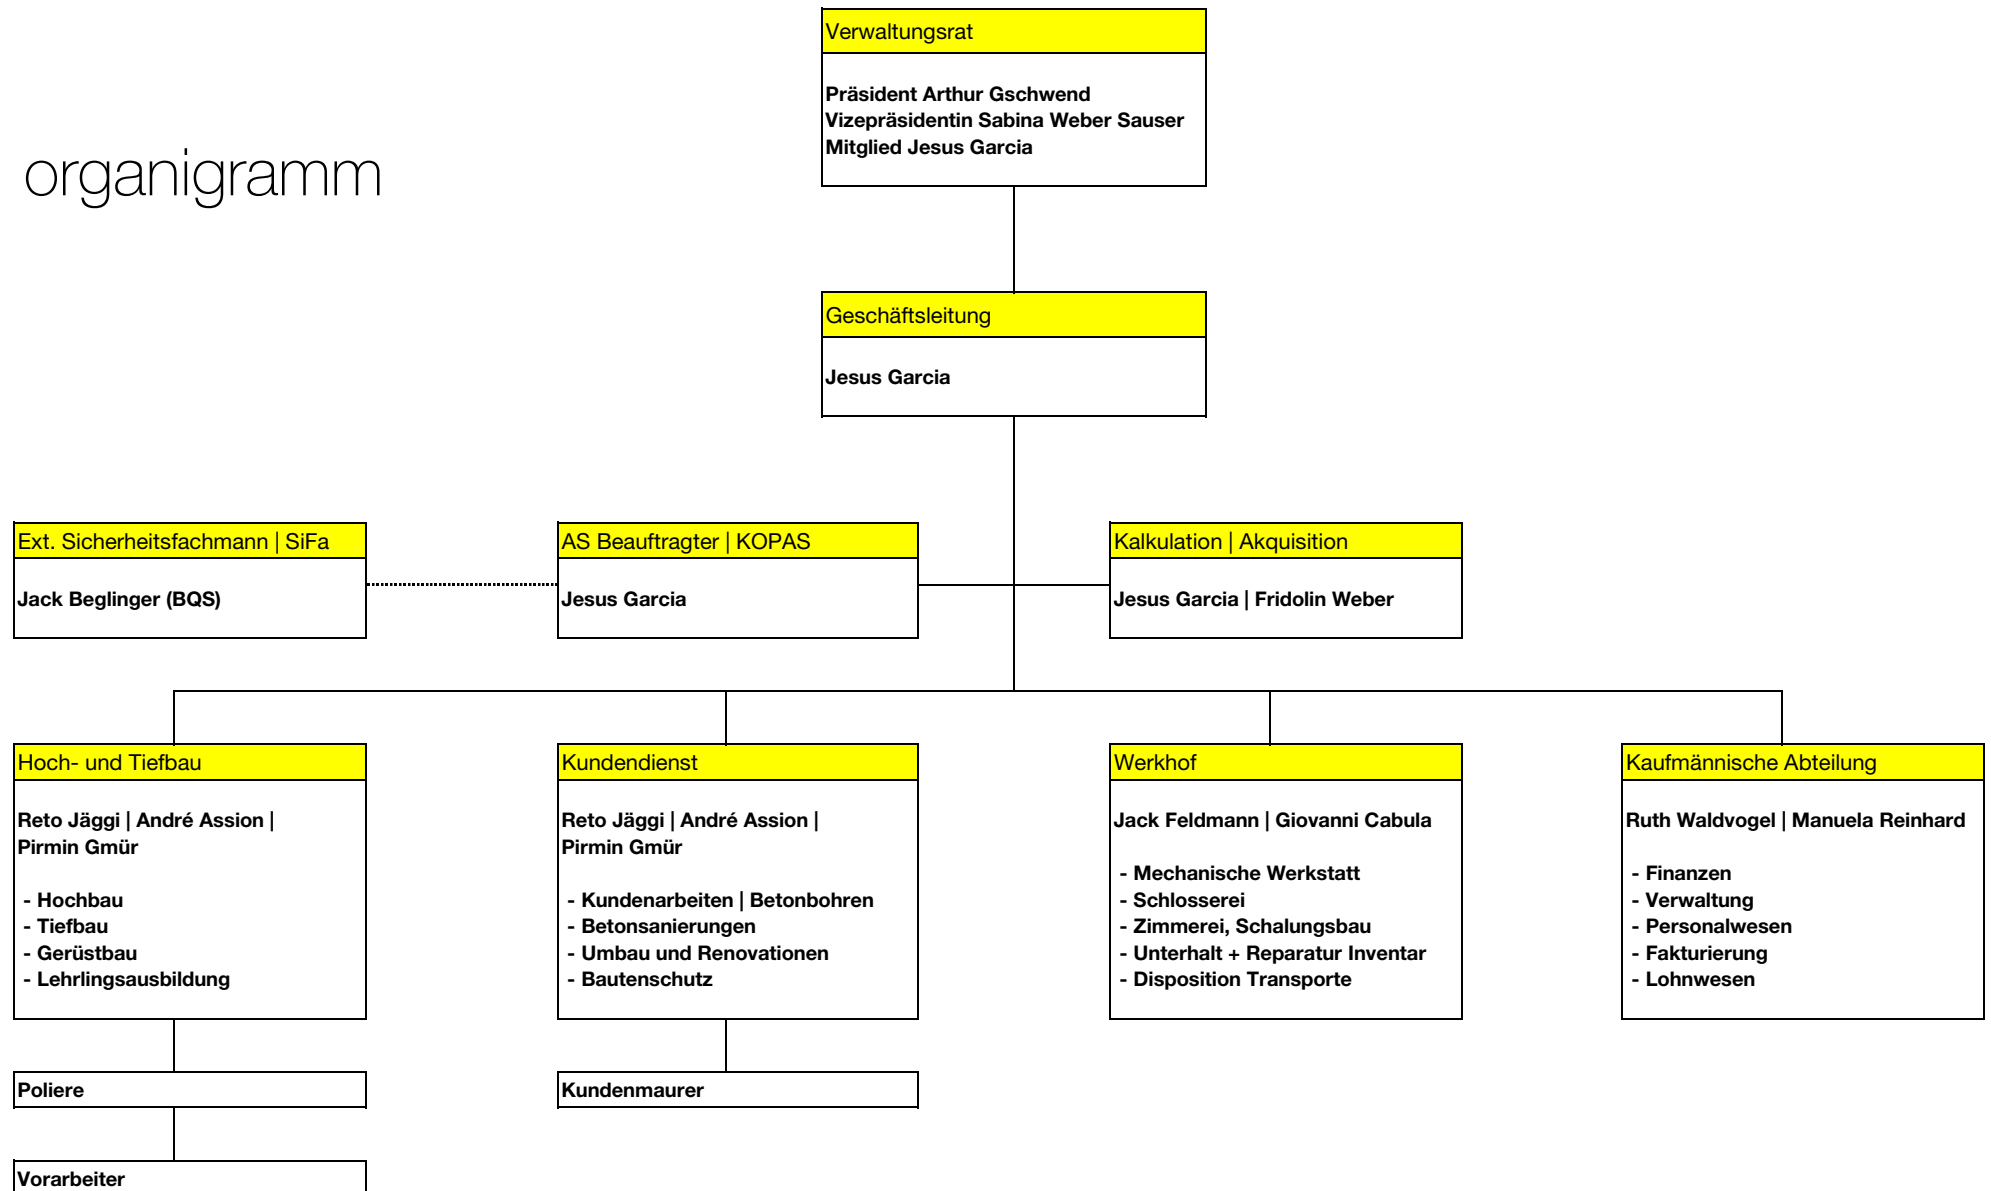 organigramm
Verwaltungsrat
Präsident Arthur Gschwend
Vizepräsidentin Sabina Weber Sauser
Mitglied Jesus Garcia
Geschäftsleitung
Jesus Garcia
Ext. Sicherheitsfachmann | SiFa
Jack Beglinger (BQS)
AS Beauftragter | KOPAS
Jesus Garcia
Kalkulation | Akquisition
Jesus Garcia | Fridolin Weber
Hoch- und Tiefbau
Reto Jäggi | André Assion |
Pirmin Gmür
- Hochbau
- Tiefbau
- Gerüstbau
- Lehrlingsausbildung
Poliere
Vorarbeiter
Kundendienst
Reto Jäggi | André Assion |
Pirmin Gmür
- Kundenarbeiten | Betonbohren
- Betonsanierungen
- Umbau und Renovationen
- Bautenschutz
Kundenmaurer
Werkhof
Jack Feldmann | Giovanni Cabula
- Mechanische Werkstatt
- Schlosserei
- Zimmerei, Schalungsbau
- Unterhalt + Reparatur Inventar
- Disposition Transporte
Kaufmännische Abteilung
Ruth Waldvogel | Manuela Reinhard
- Finanzen
- Verwaltung
- Personalwesen
- Fakturierung
- Lohnwesen